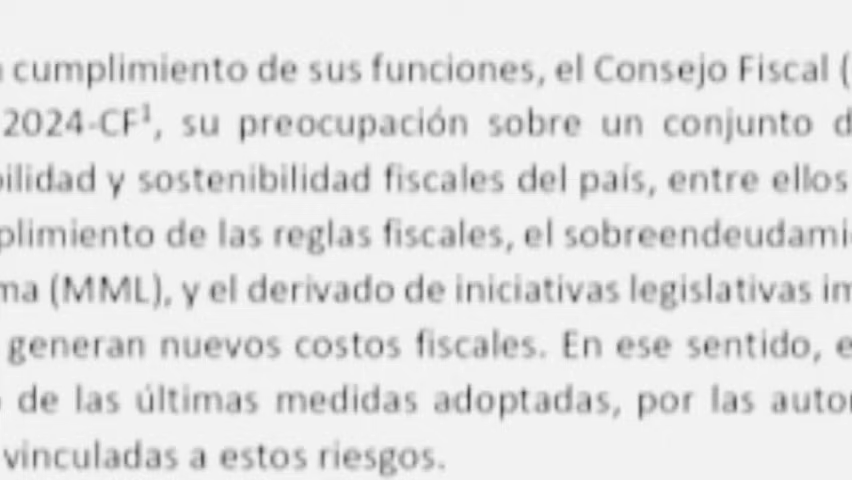 cumplimiento de sus funciones, el Consejo Fiscal (
2024-CF¹, su preocupación sobre un conjunto d
bilidad y sostenibilidad fiscales del país, entre ellos
plimiento de las reglas fiscales, el sobreendeudami
ma (MML), y el derivado de iniciativas legislativas im
generan nuevos costos fiscales. En ese sentido, e
de las últimas medidas adoptadas, por las autor
vinculadas a estos riesgos.